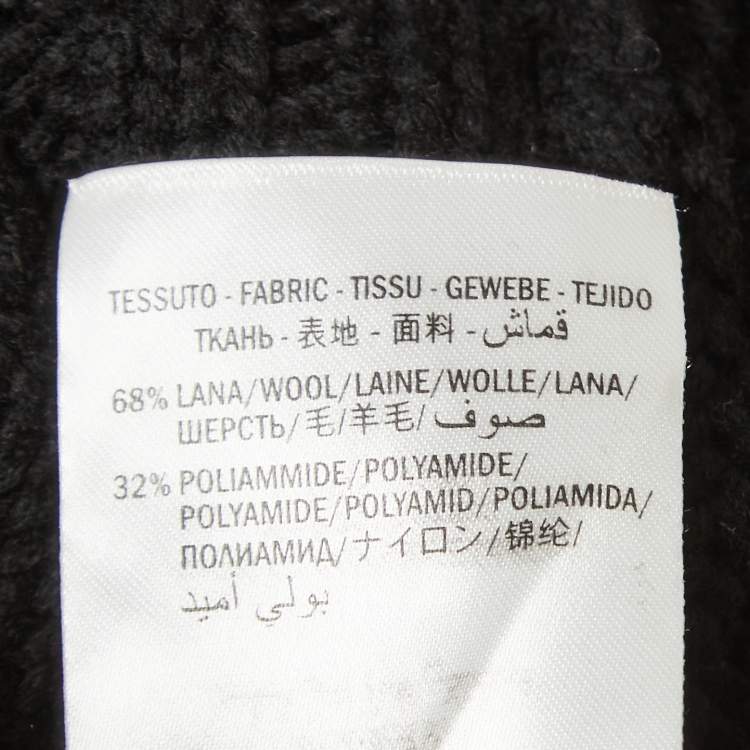 TESSUTO - FABRIC - TISSU - GEWEBE - TEJIDO
ТКАНЬ - 表地 - 面料 - قماش
68% LANA/WOOL/LAINE/WOLLE/LANA/
ШЕРСТЬ/毛/羊毛/صوف
32% POLIAMMIDE/POLYAMIDE/
POLYAMIDE/POLYAMID/POLIAMIDA/
ПОЛИАМИД/ナイロン/锦纶/
بولي أميد